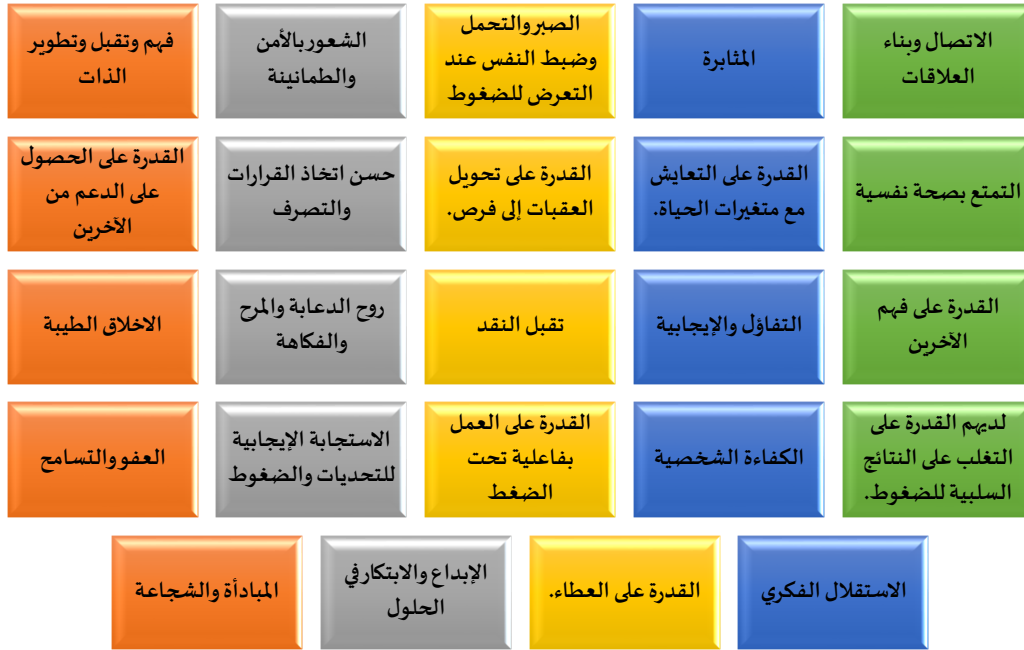 الاتصال وبناء
العلاقات
المثابرة
الصبر والتحمل
وضبط النفس عند
التعرض للضغوط
الشعور بالأمن
والطمانينة
فهم وتقبل وتطوير
الذات
التمتع بصحة نفسية
القدرة على التعايش
مع متغيرات الحياة.
القدرة على تحويل
العقبات إلى فرص.
حسن اتخاذ القرارات
والتصرف
القدرة على الحصول
على الدعم من
الآخرين
القدرة على فهم
الآخرين
التفاؤل والإيجابية
تقبل النقد
روح الدعابة والمرح
والفكاهة
الاخلاق الطيبة
لديهم القدرة على
التغلب على النتائج
السلبية للضغوط.
الكفاءة الشخصية
القدرة على العمل
بفاعلية تحت
الضغط
الاستجابة الإيجابية
للتحديات والضغوط
العفو والتسامح
الاستقلال الفكري
القدرة على العطاء.
الإبداع والابتكار في
الحلول
المبادأة والشجاعة